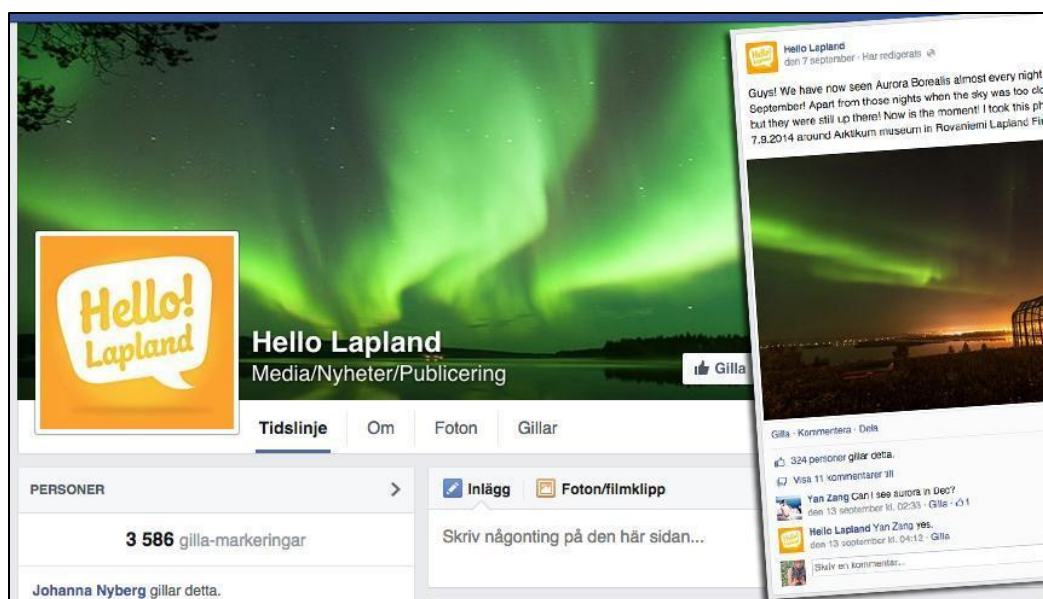 Hello!
Lapland
Hello Lapland
Media/Nyheter/Publicering
Gilla
Tidslinje Om Foton Gillar
PERSONER
3 586 gilla-markeringar
Johanna Nyberg gillar detta.
Inlägg Foton/filmklipp
Skriv någonting på den här sidan...
Hello!
Lapland
Hello Lapland
den 7 september · Har redigerats
Guys! We have now seen Aurora Borealis almost every night
September! Apart from those nights when the sky was too clo
but they were still up there! Now is the moment! I took this ph
7.9.2014 around Arktikum museum in Rovaniemi Lapland Fin
Gilla · Kommentera · Dela
324 personer gillar detta.
Visa 11 kommentarer till
Yan Zang Can I see aurora in Dec?
den 13 september kl. 02:33 · Gilla · 1
Hello!
Lapland
Hello Lapland Yan Zang yes.
den 13 september kl. 04:12 · Gilla
Skriv en kommentar...